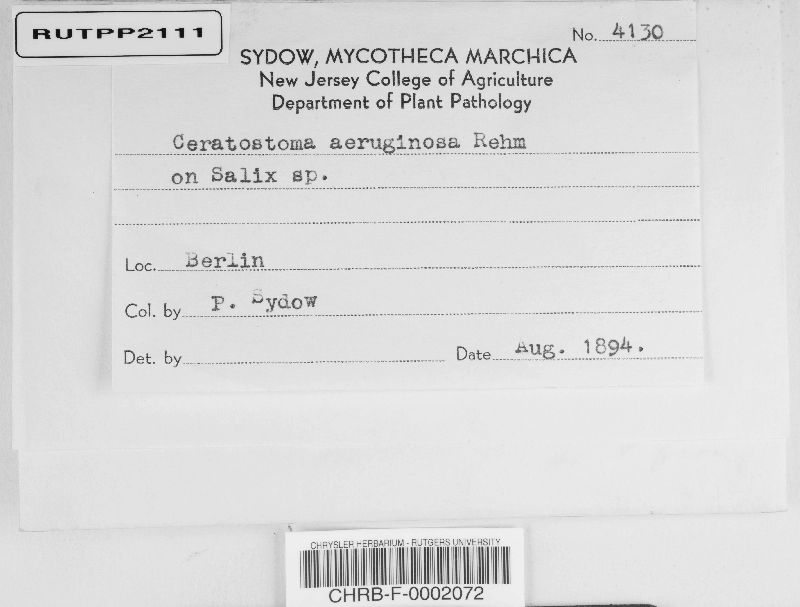 RUTPP2111
No. 4130
SYDOW, MYCOTHECA MARCHICA
New Jersey College of Agriculture
Department of Plant Pathology
Ceratostoma aeruginosa Rehm
on Salix sp.
Loc. Berlin
Col. by P. Sydow
Det. by Date Aug. 1894.
CHRYSLER HERBARIUM - RUTGERS UNIVERSITY
CHRB-F-0002072